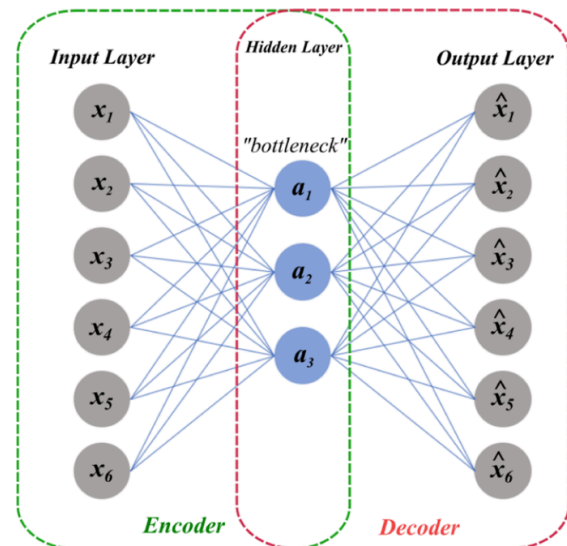 Input Layer
Hidden Layer
Output Layer
"bottleneck"
x₁
x₂
x₃
x₄
x₅
x₆
a₁
a₂
a₃
x̂₁
x̂₂
x̂₃
x̂₄
x̂₅
x̂₆
Encoder
Decoder